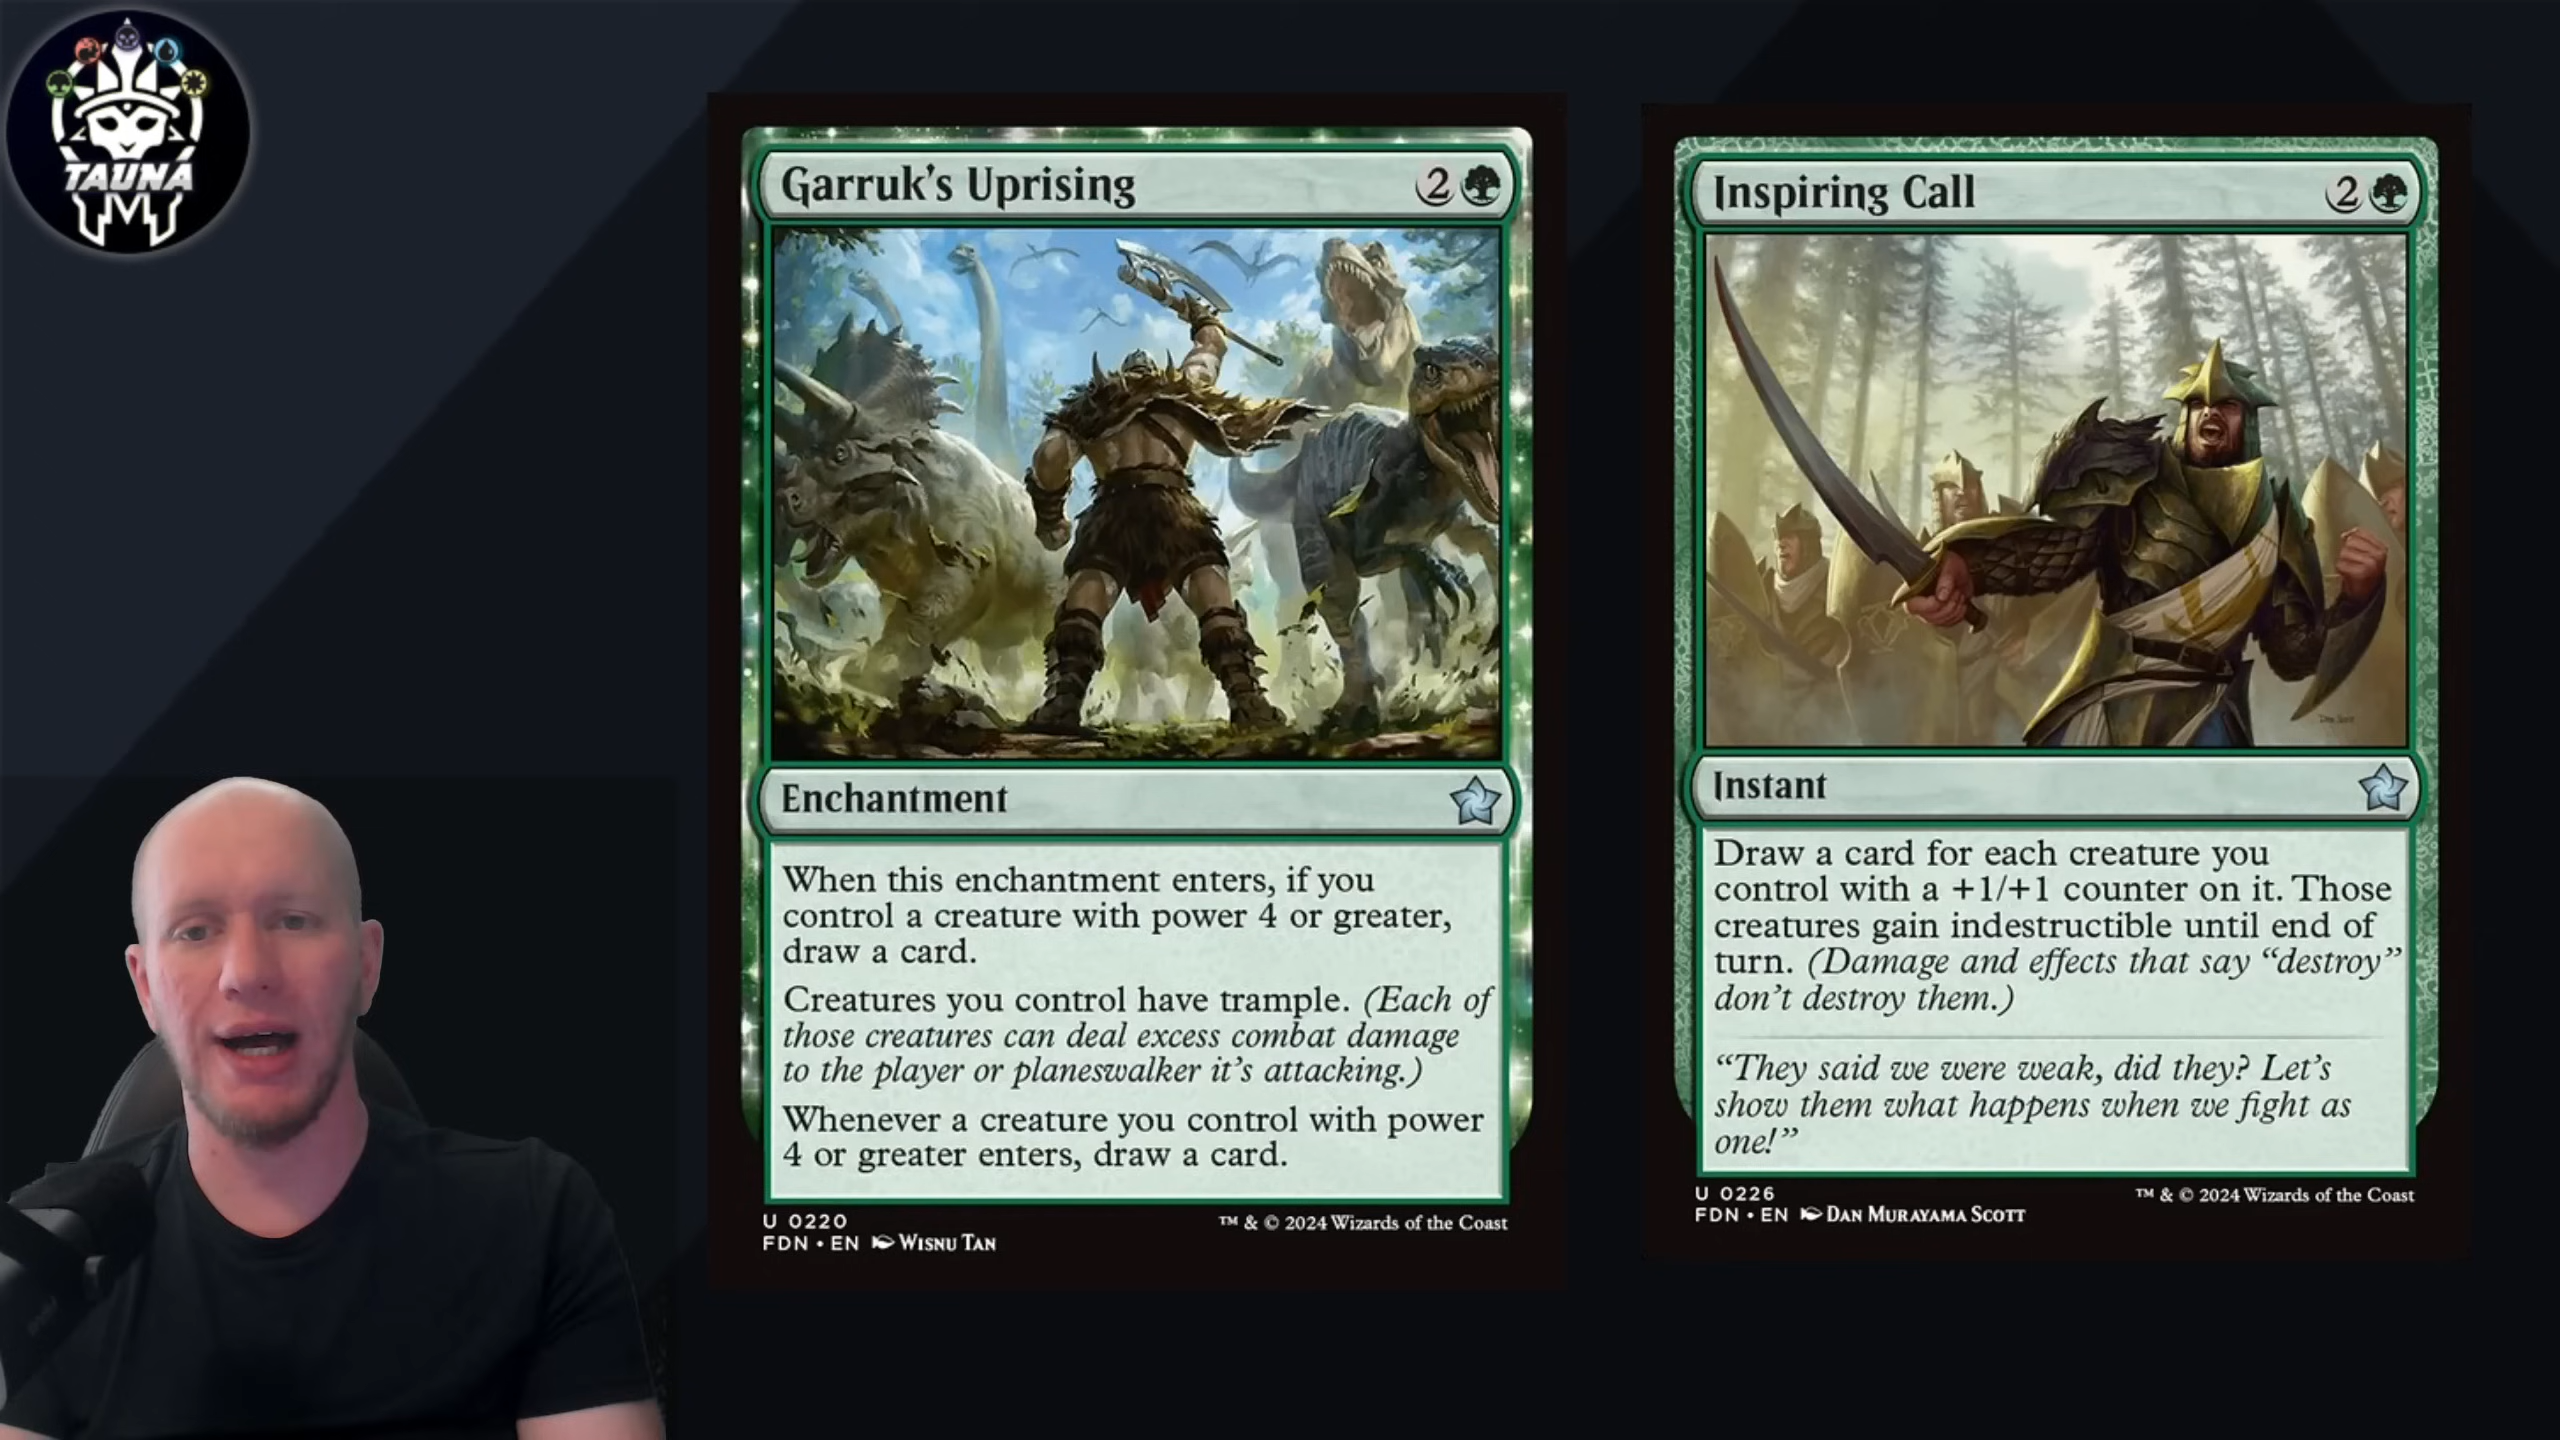 TAUNA
M
Garruk's Uprising 2
Enchantment
When this enchantment enters, if you
control a creature with power 4 or greater,
draw a card.
Creatures you control have trample. (Each of
those creatures can deal excess combat damage
to the player or planeswalker it's attacking.)
Whenever a creature you control with power
4 or greater enters, draw a card.
U 0220
FDN • EN WISNU TAN
™ & © 2024 Wizards of the Coast
Inspiring Call 2
Instant
Draw a card for each creature you
control with a +1/+1 counter on it. Those
creatures gain indestructible until end of
turn. (Damage and effects that say “destroy”
don't destroy them.)
“They said we were weak, did they? Let's
show them what happens when we fight as
one!”
U 0226
FDN • EN DAN MURAYAMA SCOTT
™ & © 2024 Wizards of the Coast